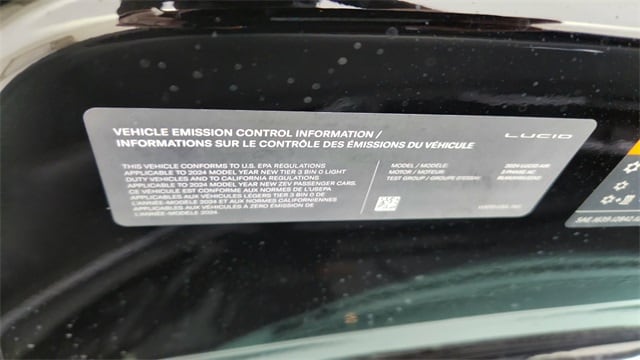 VEHICLE EMISSION CONTROL INFORMATION /
INFORMATIONS SUR LE CONTRÔLE DES ÉMISSIONS DU VÉHICULE
LUCID
THIS VEHICLE CONFORMS TO U.S. EPA REGULATIONS
APPLICABLE TO 2024 MODEL YEAR NEW TIER 3 BIN 0 LIGHT
DUTY VEHICLES AND TO CALIFORNIA REGULATIONS
APPLICABLE TO 2024 MODEL YEAR NEW ZEV PASSENGER CARS.
CE VÉHICULE EST CONFORME AUX NORMES DE L'USEPA
APPLICABLES AUX VÉHICULES LÉGERS TIER 3 BIN 0 DE
L'ANNÉE-MODÈLE 2024 ET AUX NORMES CALIFORNIENNES
APPLICABLES AUX VÉHICULES À ZÉRO ÉMISSION DE
L'ANNÉE-MODÈLE 2024.
MODEL / MODÈLE: 2024 LUCID AIR
MOTOR / MOTEUR: 3 PHASE AC
TEST GROUP / GROUPE D'ESSAI:
SAE